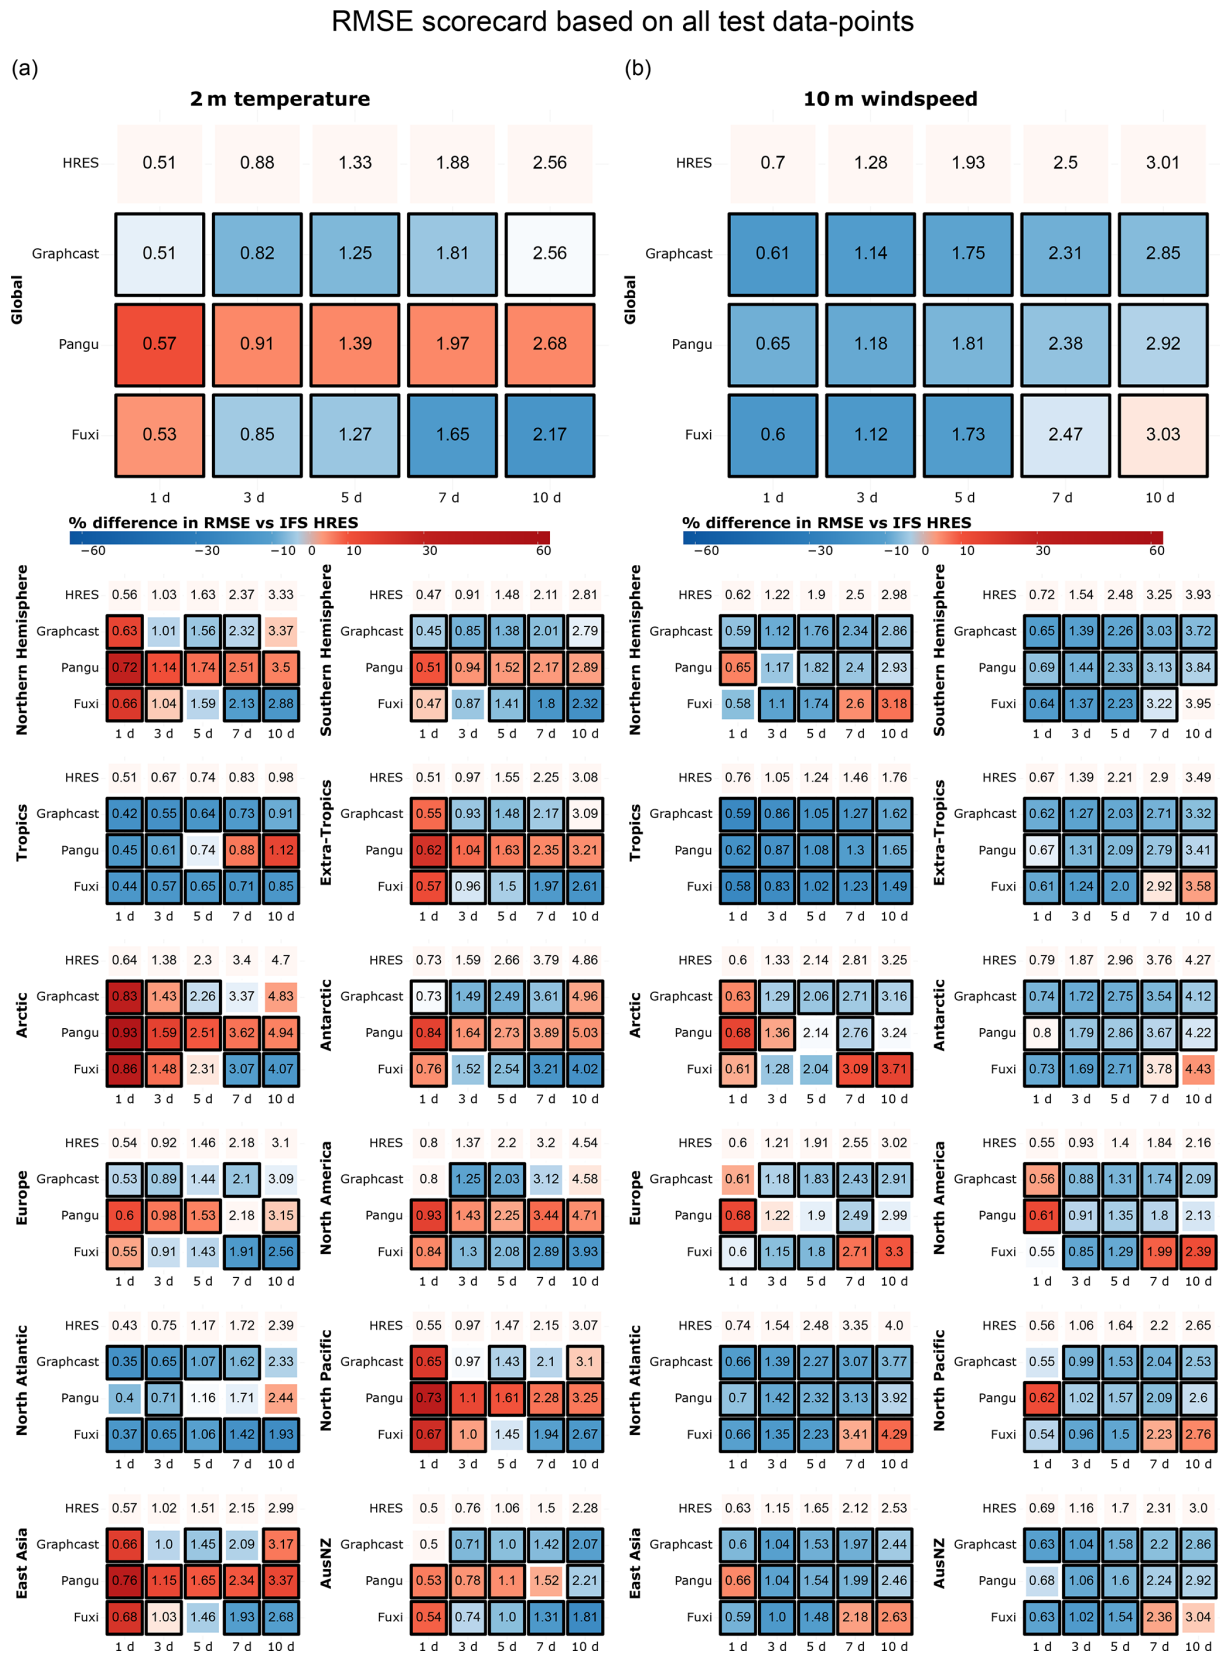 RMSE scorecard based on all test data-points
(a)
2 m temperature
Global
HRES 0.51 0.88 1.33 1.88 2.56
Graphcast 0.51 0.82 1.25 1.81 2.56
Pangu 0.57 0.91 1.39 1.97 2.68
Fuxi 0.53 0.85 1.27 1.65 2.17
1 d 3 d 5 d 7 d 10 d
% difference in RMSE vs IFS HRES
−60 −30 −10 0 10 30 60
Northern Hemisphere
HRES 0.56 1.03 1.63 2.37 3.33
Graphcast 0.63 1.01 1.56 2.32 3.37
Pangu 0.72 1.14 1.74 2.51 3.5
Fuxi 0.66 1.04 1.59 2.13 2.88
1 d 3 d 5 d 7 d 10 d
Southern Hemisphere
HRES 0.47 0.91 1.48 2.11 2.81
Graphcast 0.45 0.85 1.38 2.01 2.79
Pangu 0.51 0.94 1.52 2.17 2.89
Fuxi 0.47 0.87 1.41 1.8 2.32
1 d 3 d 5 d 7 d 10 d
Tropics
HRES 0.51 0.67 0.74 0.83 0.98
Graphcast 0.42 0.55 0.64 0.73 0.91
Pangu 0.45 0.61 0.74 0.88 1.12
Fuxi 0.44 0.57 0.65 0.71 0.85
1 d 3 d 5 d 7 d 10 d
Extra-Tropics
HRES 0.51 0.97 1.55 2.25 3.08
Graphcast 0.55 0.93 1.48 2.17 3.09
Pangu 0.62 1.04 1.63 2.35 3.21
Fuxi 0.57 0.96 1.5 1.97 2.61
1 d 3 d 5 d 7 d 10 d
Arctic
HRES 0.64 1.38 2.3 3.4 4.7
Graphcast 0.83 1.43 2.26 3.37 4.83
Pangu 0.93 1.59 2.51 3.62 4.94
Fuxi 0.86 1.48 2.31 3.07 4.07
1 d 3 d 5 d 7 d 10 d
Antarctic
HRES 0.73 1.59 2.66 3.79 4.86
Graphcast 0.73 1.49 2.49 3.61 4.96
Pangu 0.84 1.64 2.73 3.89 5.03
Fuxi 0.76 1.52 2.54 3.21 4.02
1 d 3 d 5 d 7 d 10 d
Europe
HRES 0.54 0.92 1.46 2.18 3.1
Graphcast 0.53 0.89 1.44 2.1 3.09
Pangu 0.6 0.98 1.53 2.18 3.15
Fuxi 0.55 0.91 1.43 1.91 2.56
1 d 3 d 5 d 7 d 10 d
North America
HRES 0.8 1.37 2.2 3.2 4.54
Graphcast 0.8 1.25 2.03 3.12 4.58
Pangu 0.93 1.43 2.25 3.44 4.71
Fuxi 0.84 1.3 2.08 2.89 3.93
1 d 3 d 5 d 7 d 10 d
North Atlantic
HRES 0.43 0.75 1.17 1.72 2.39
Graphcast 0.35 0.65 1.07 1.62 2.33
Pangu 0.4 0.71 1.16 1.71 2.44
Fuxi 0.37 0.65 1.06 1.42 1.93
1 d 3 d 5 d 7 d 10 d
North Pacific
HRES 0.55 0.97 1.47 2.15 3.07
Graphcast 0.65 0.97 1.43 2.1 3.1
Pangu 0.73 1.1 1.61 2.28 3.25
Fuxi 0.67 1.0 1.45 1.94 2.67
1 d 3 d 5 d 7 d 10 d
East Asia
HRES 0.57 1.02 1.51 2.15 2.99
Graphcast 0.66 1.0 1.45 2.09 3.17
Pangu 0.76 1.15 1.65 2.34 3.37
Fuxi 0.68 1.03 1.46 1.93 2.68
1 d 3 d 5 d 7 d 10 d
AusNZ
HRES 0.5 0.76 1.06 1.5 2.28
Graphcast 0.5 0.71 1.0 1.42 2.07
Pangu 0.53 0.78 1.1 1.52 2.21
Fuxi 0.54 0.74 1.0 1.31 1.81
1 d 3 d 5 d 7 d 10 d
(b)
10 m windspeed
Global
HRES 0.7 1.28 1.93 2.5 3.01
Graphcast 0.61 1.14 1.75 2.31 2.85
Pangu 0.65 1.18 1.81 2.38 2.92
Fuxi 0.6 1.12 1.73 2.47 3.03
1 d 3 d 5 d 7 d 10 d
% difference in RMSE vs IFS HRES
−60 −30 −10 0 10 30 60
Northern Hemisphere
HRES 0.62 1.22 1.9 2.5 2.98
Graphcast 0.59 1.12 1.76 2.34 2.86
Pangu 0.65 1.17 1.82 2.4 2.93
Fuxi 0.58 1.1 1.74 2.6 3.18
1 d 3 d 5 d 7 d 10 d
Southern Hemisphere
HRES 0.72 1.54 2.48 3.25 3.93
Graphcast 0.65 1.39 2.26 3.03 3.72
Pangu 0.69 1.44 2.33 3.13 3.84
Fuxi 0.64 1.37 2.23 3.22 3.95
1 d 3 d 5 d 7 d 10 d
Tropics
HRES 0.76 1.05 1.24 1.46 1.76
Graphcast 0.59 0.86 1.05 1.27 1.62
Pangu 0.62 0.87 1.08 1.3 1.65
Fuxi 0.58 0.83 1.02 1.23 1.49
1 d 3 d 5 d 7 d 10 d
Extra-Tropics
HRES 0.67 1.39 2.21 2.9 3.49
Graphcast 0.62 1.27 2.03 2.71 3.32
Pangu 0.67 1.31 2.09 2.79 3.41
Fuxi 0.61 1.24 2.0 2.92 3.58
1 d 3 d 5 d 7 d 10 d
Arctic
HRES 0.6 1.33 2.14 2.81 3.25
Graphcast 0.63 1.29 2.06 2.71 3.16
Pangu 0.68 1.36 2.14 2.76 3.24
Fuxi 0.61 1.28 2.04 3.09 3.71
1 d 3 d 5 d 7 d 10 d
Antarctic
HRES 0.79 1.87 2.96 3.76 4.27
Graphcast 0.74 1.72 2.75 3.54 4.12
Pangu 0.8 1.79 2.86 3.67 4.22
Fuxi 0.73 1.69 2.71 3.78 4.43
1 d 3 d 5 d 7 d 10 d
Europe
HRES 0.6 1.21 1.91 2.55 3.02
Graphcast 0.61 1.18 1.83 2.43 2.91
Pangu 0.68 1.22 1.9 2.49 2.99
Fuxi 0.6 1.15 1.8 2.71 3.3
1 d 3 d 5 d 7 d 10 d
North America
HRES 0.55 0.93 1.4 1.84 2.16
Graphcast 0.56 0.88 1.31 1.74 2.09
Pangu 0.61 0.91 1.35 1.8 2.13
Fuxi 0.55 0.85 1.29 1.99 2.39
1 d 3 d 5 d 7 d 10 d
North Atlantic
HRES 0.74 1.54 2.48 3.35 4.0
Graphcast 0.66 1.39 2.27 3.07 3.77
Pangu 0.7 1.42 2.32 3.13 3.92
Fuxi 0.66 1.35 2.23 3.41 4.29
1 d 3 d 5 d 7 d 10 d
North Pacific
HRES 0.56 1.06 1.64 2.2 2.65
Graphcast 0.55 0.99 1.53 2.04 2.53
Pangu 0.62 1.02 1.57 2.09 2.6
Fuxi 0.54 0.96 1.5 2.23 2.76
1 d 3 d 5 d 7 d 10 d
East Asia
HRES 0.63 1.15 1.65 2.12 2.53
Graphcast 0.6 1.04 1.53 1.97 2.44
Pangu 0.66 1.04 1.54 1.99 2.46
Fuxi 0.59 1.0 1.48 2.18 2.63
1 d 3 d 5 d 7 d 10 d
AusNZ
HRES 0.69 1.16 1.7 2.31 3.0
Graphcast 0.63 1.04 1.58 2.2 2.86
Pangu 0.68 1.06 1.6 2.24 2.92
Fuxi 0.63 1.02 1.54 2.36 3.04
1 d 3 d 5 d 7 d 10 d